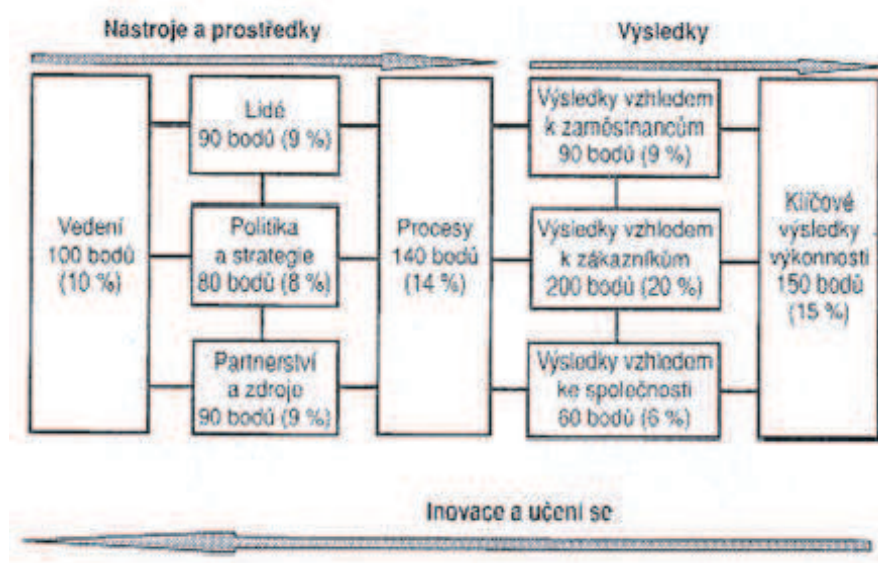 Nástroje a prostředky
Výsledky
Vedení
100 bodů
(10 %)
Lidé
90 bodů (9 %)
Politika
a strategie
80 bodů (8 %)
Partnerství
a zdroje
90 bodů (9 %)
Procesy
140 bodů
(14 %)
Výsledky vzhledem
k zaměstnancům
90 bodů (9 %)
Výsledky vzhledem
k zákazníkům
200 bodů (20 %)
Výsledky vzhledem
ke společnosti
60 bodů (6 %)
Klíčové
výsledky
výkonnosti
150 bodů
(15 %)
Inovace a učení se